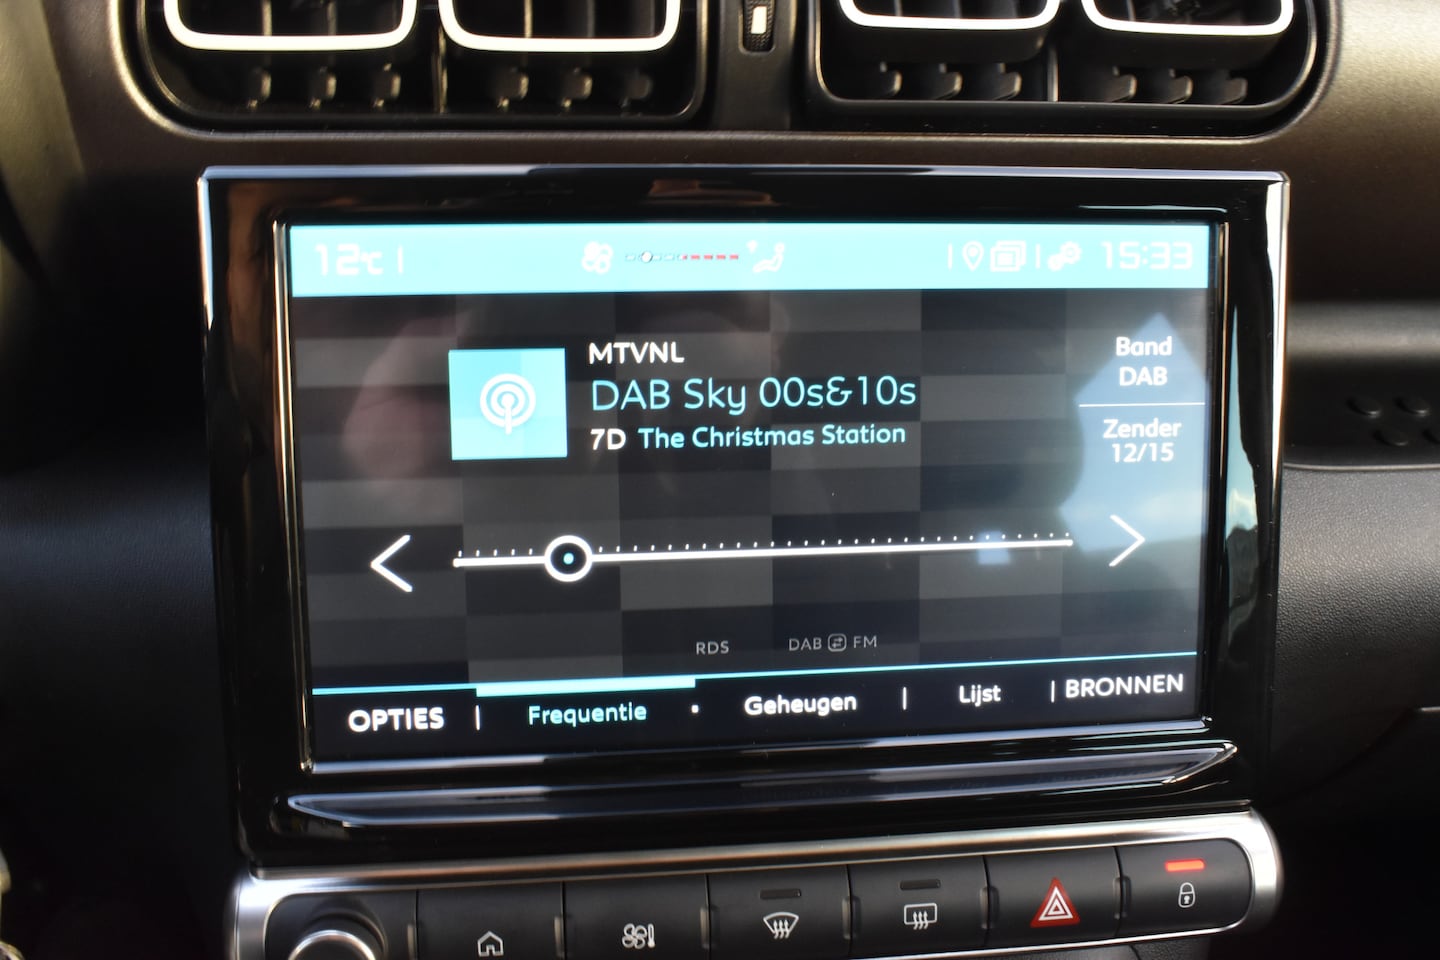 12°C
15:33
MTVNL
DAB Sky 00s&10s
7D The Christmas Station
Band
DAB
Zender
12/15
RDS
DAB FM
OPTIES
Frequentie
Geheugen
Lijst
BRONNEN